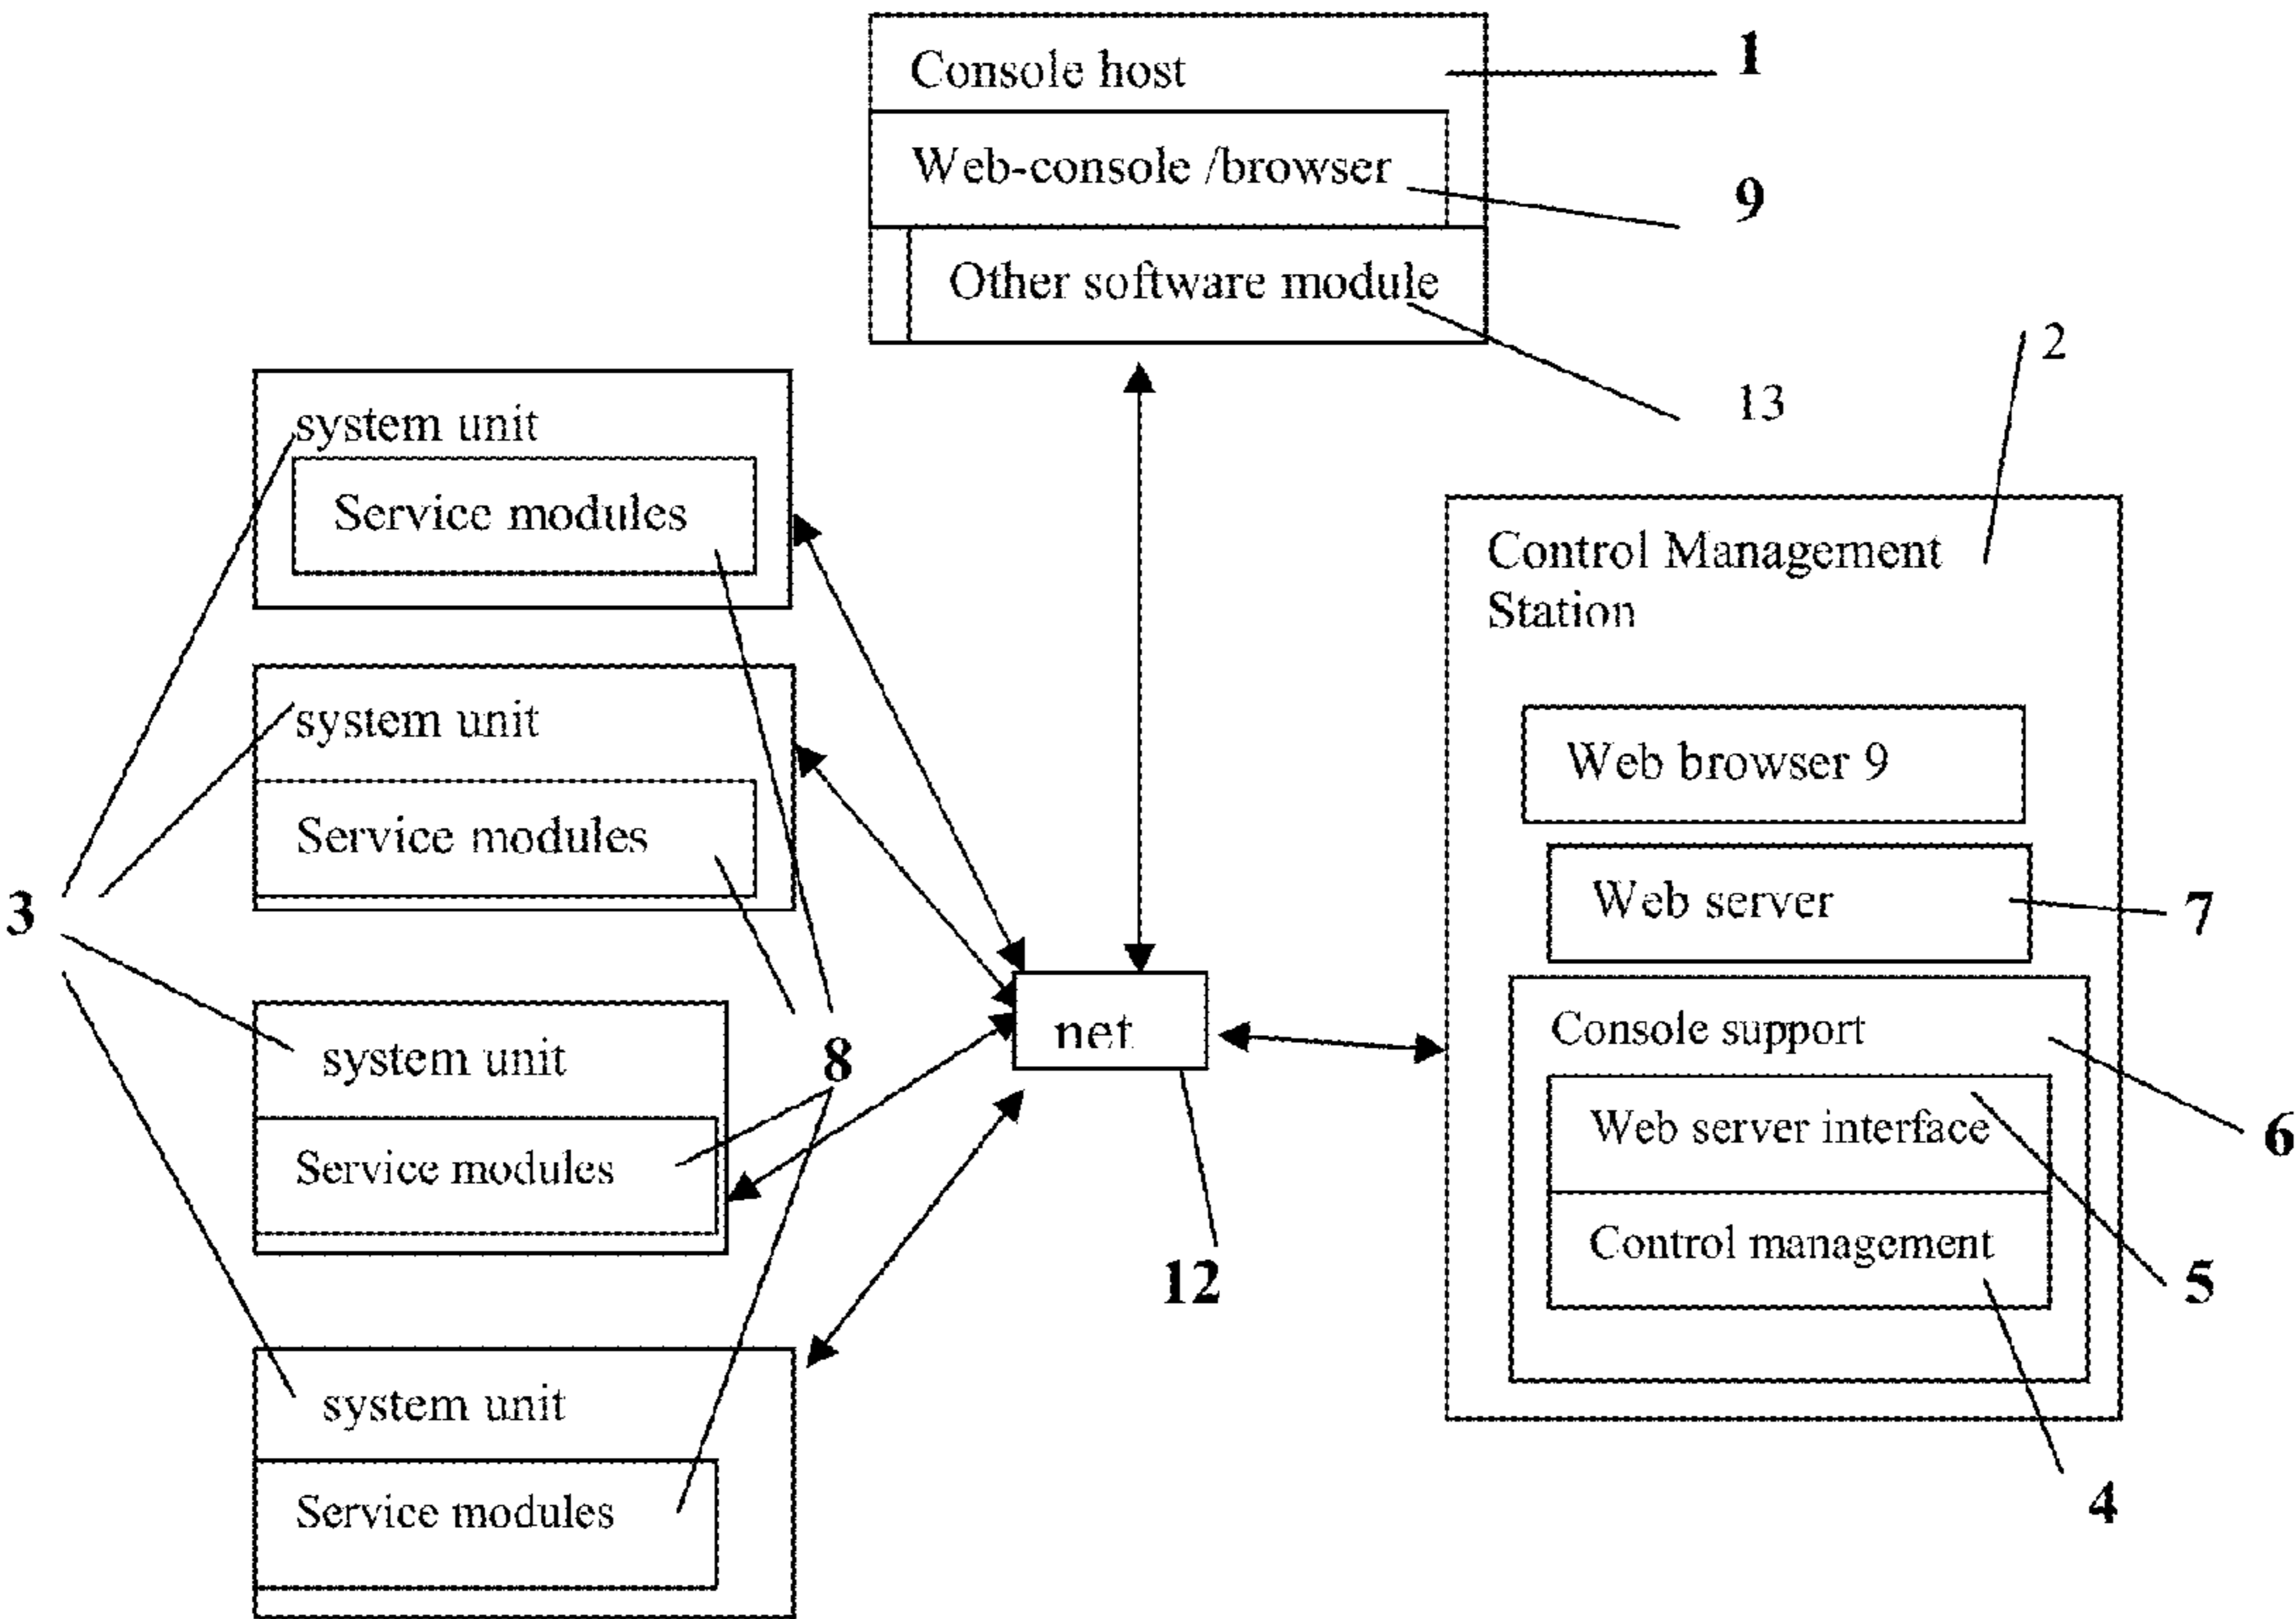 Console host
1
Web-console /browser
9
Other software module
13
2
system unit
Service modules
system unit
Service modules
3
system unit
Service modules
8
system unit
Service modules
net
12
Control Management
Station
Web browser 9
Web server
7
Console support
6
Web server interface
5
Control management
4